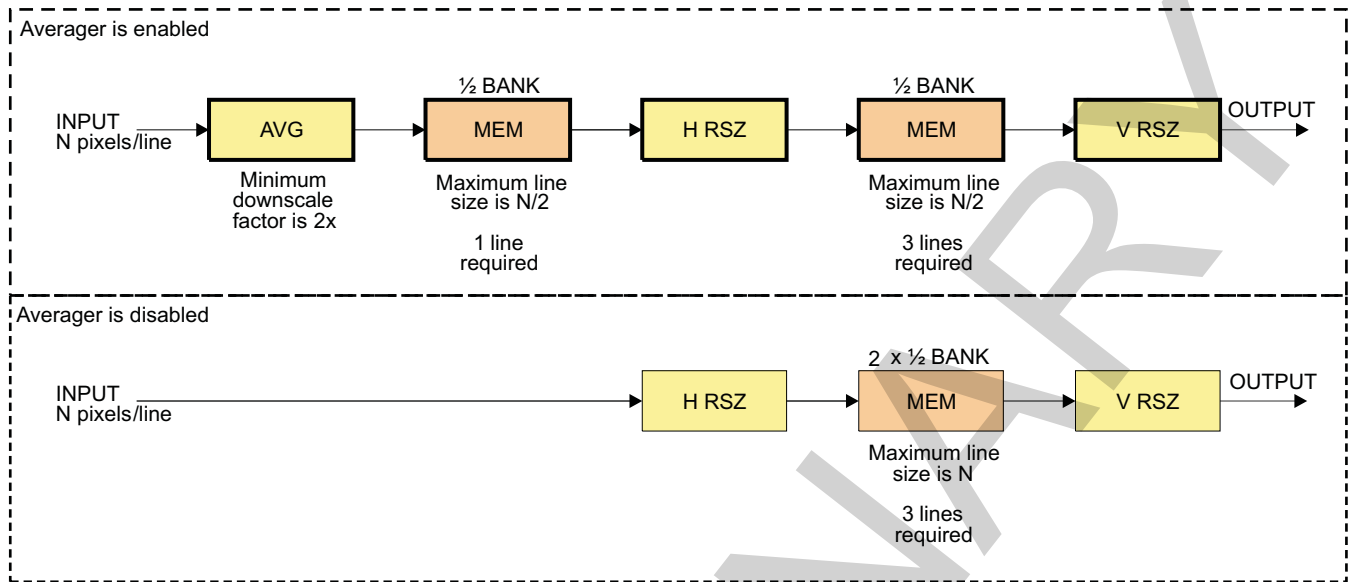 Averager is enabled
½ BANK
½ BANK
INPUT
N pixels/line
AVG
MEM
H RSZ
MEM
V RSZ
OUTPUT
Minimum
downscale
factor is 2x
Maximum line
size is N/2
1 line
required
Maximum line
size is N/2
3 lines
required
Averager is disabled
2 x ½ BANK
INPUT
N pixels/line
H RSZ
MEM
V RSZ
OUTPUT
Maximum line
size is N
3 lines
required
NARY